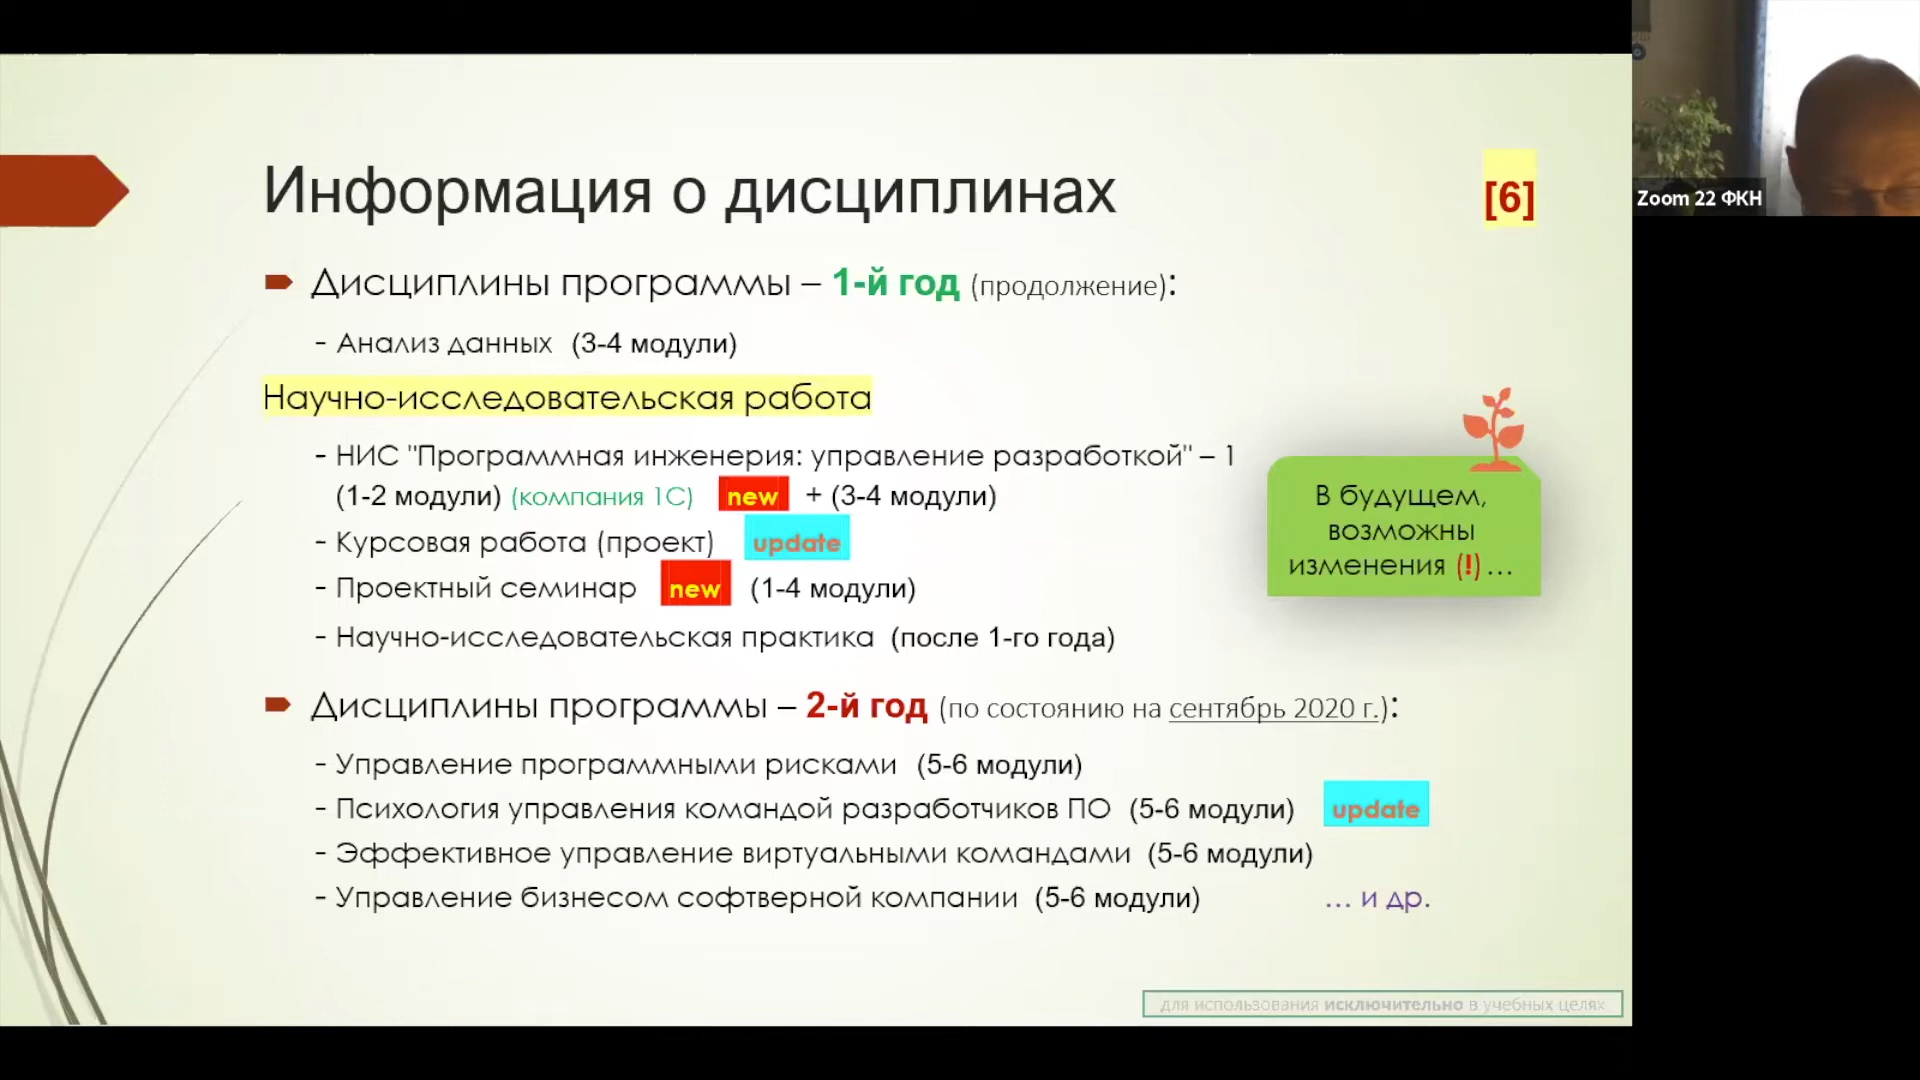 Информация о дисциплинах
[6]
Дисциплины программы – 1-й год (продолжение):
- Анализ данных (3-4 модули)
Научно-исследовательская работа
- НИС "Программная инженерия: управление разработкой" – 1
(1-2 модули) (компания 1С) new + (3-4 модули)
- Курсовая работа (проект) update
- Проектный семинар new (1-4 модули)
- Научно-исследовательская практика (после 1-го года)
В будущем,
возможны
изменения (!) ...
Дисциплины программы – 2-й год (по состоянию на сентябрь 2020 г.):
- Управление программными рисками (5-6 модули)
- Психология управления командой разработчиков ПО (5-6 модули) update
- Эффективное управление виртуальными командами (5-6 модули)
- Управление бизнесом софтверной компании (5-6 модули) ... и др.
для использования исключительно в учебных целях
Zoom 22 ФКН